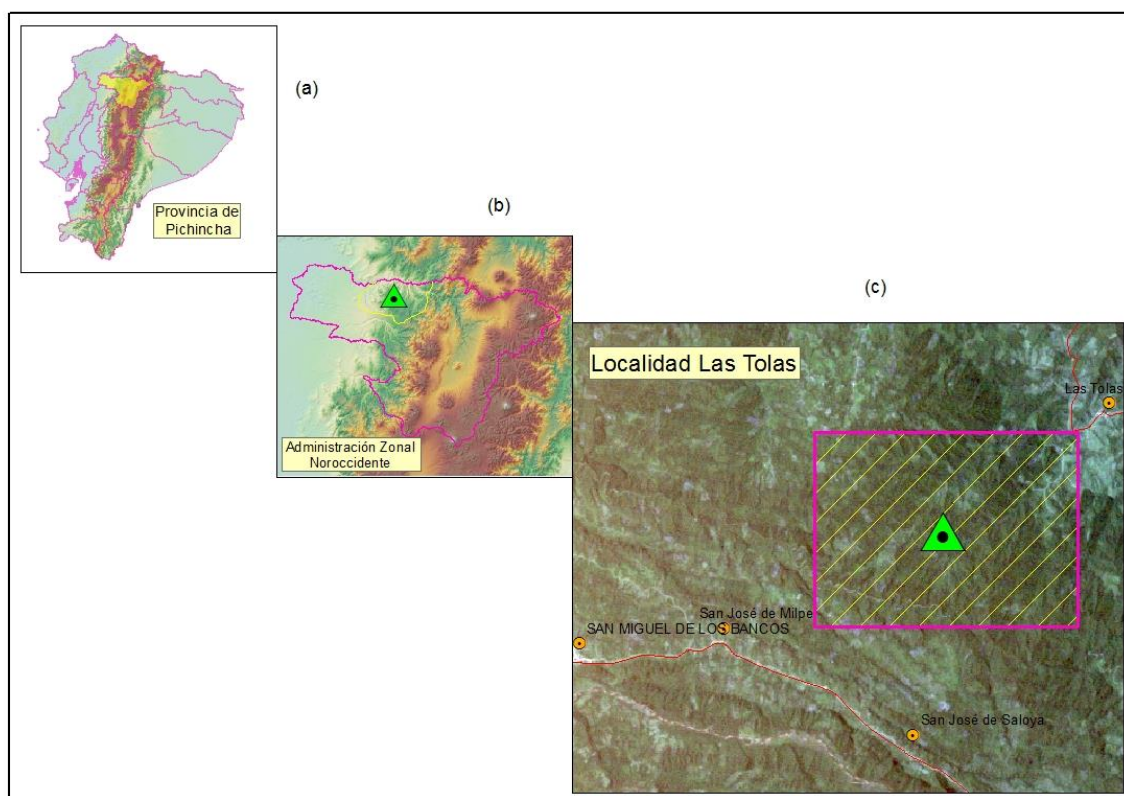 (a)
Provincia de
Pichincha
(b)
Administración Zonal
Noroccidente
(c)
Localidad Las Tolas
Las Tolas
San José de Milpe
SAN MIGUEL DE LOS BANCOS
San José de Saloya